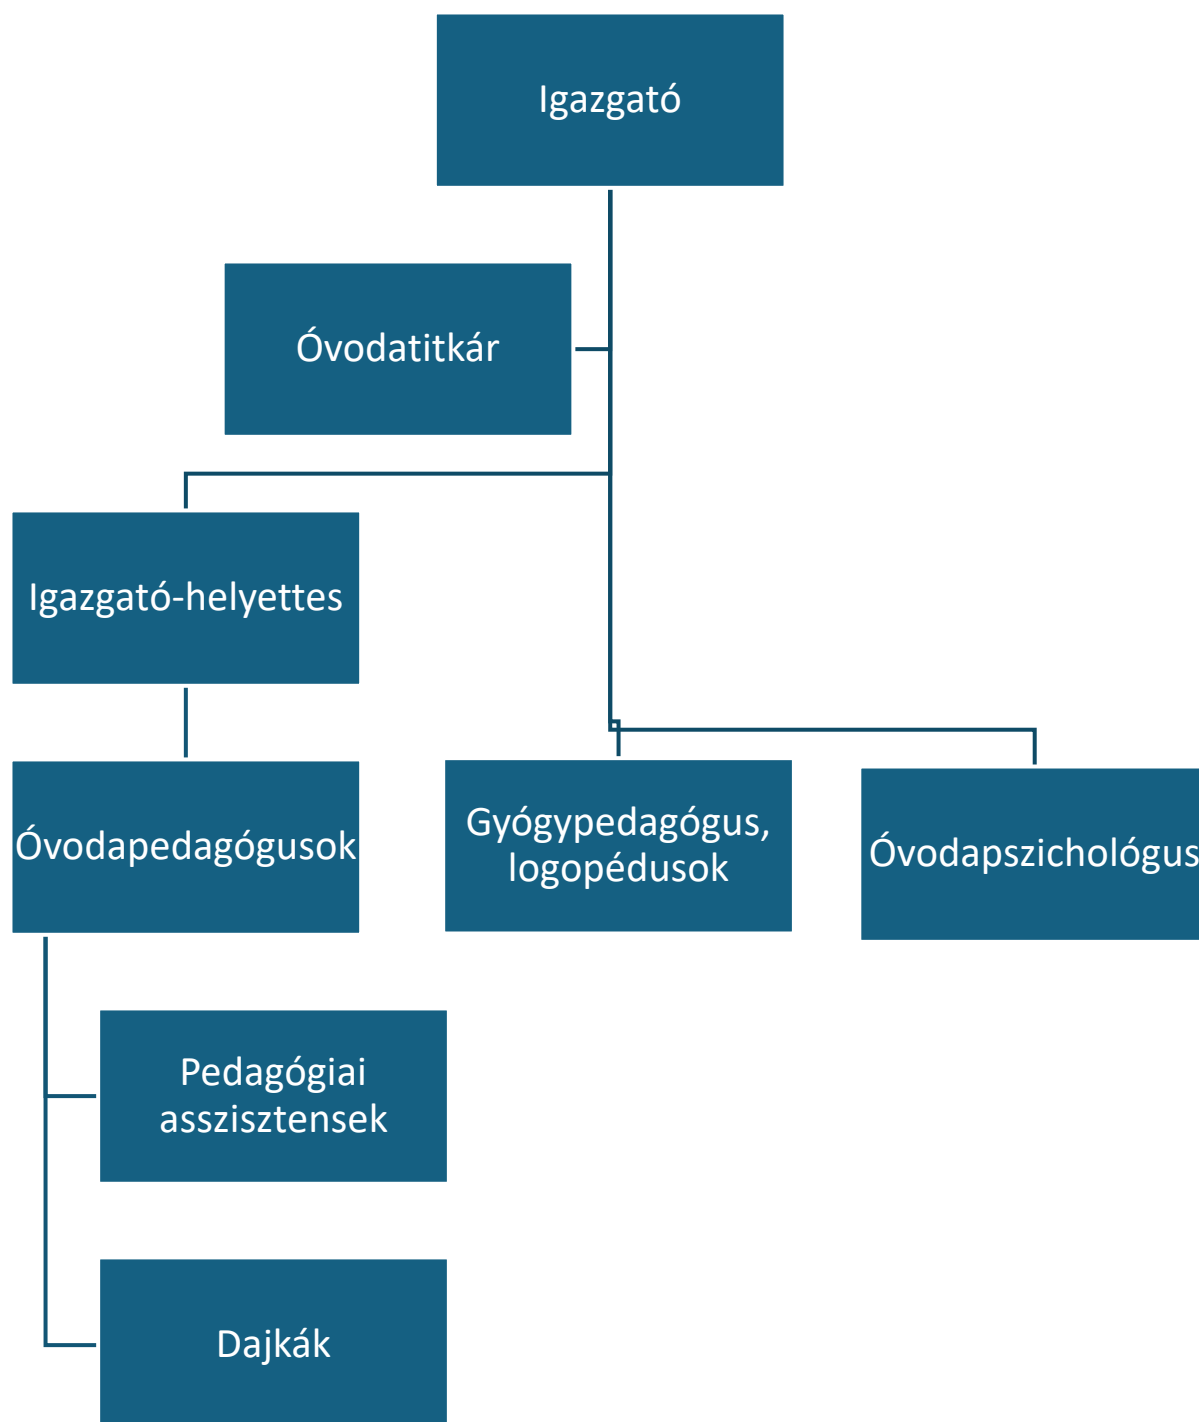 Igazgató
Óvodatitkár
Igazgató-helyettes
Óvodapedagógusok
Gyógypedagógus,
logopédusok
Óvodapszichológus
Pedagógiai
asszisztensek
Dajkák